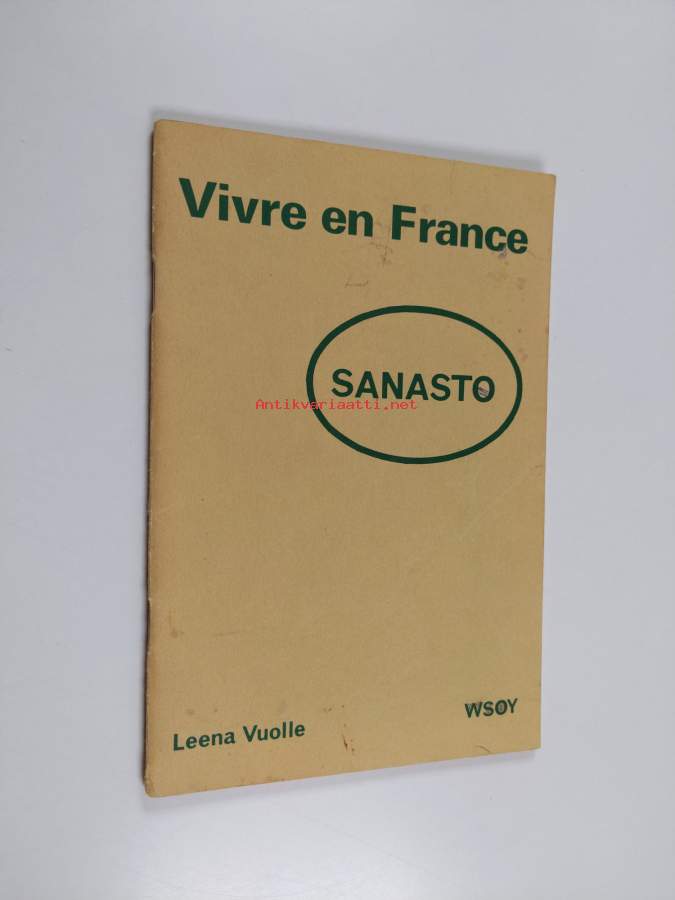 Vivre en France
SANASTO
Antikvariaatti.net
Leena Vuolle
WSOY